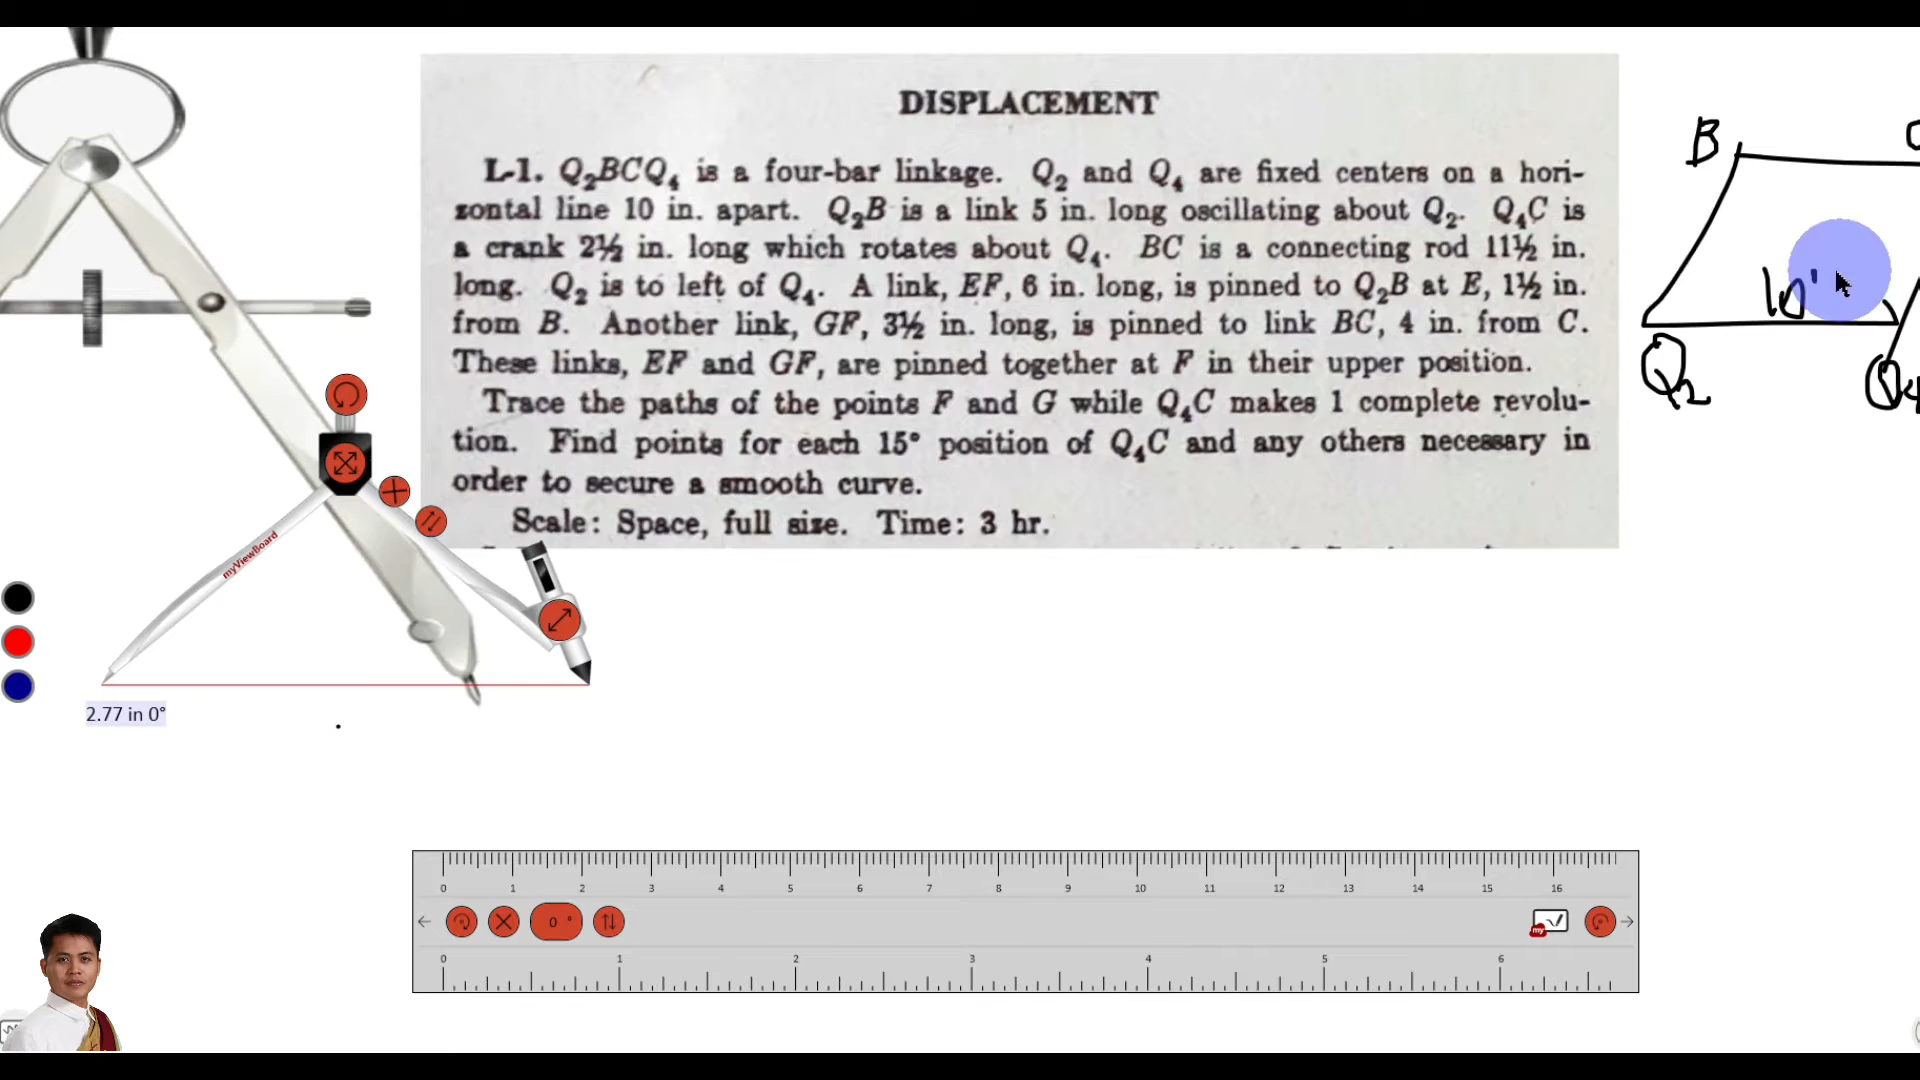 DISPLACEMENT
L-1. Q₂BCQ₄ is a four-bar linkage. Q₂ and Q₄ are fixed centers on a hori-
zontal line 10 in. apart. Q₂B is a link 5 in. long oscillating about Q₂. Q₄C is
a crank 2½ in. long which rotates about Q₄. BC is a connecting rod 11½ in.
long. Q₂ is to left of Q₄. A link, EF, 6 in. long, is pinned to Q₂B at E, 1½ in.
from B. Another link, GF, 3½ in. long, is pinned to link BC, 4 in. from C.
These links, EF and GF, are pinned together at F in their upper position.
Trace the paths of the points F and G while Q₄C makes 1 complete revolu-
tion. Find points for each 15° position of Q₄C and any others necessary in
order to secure a smooth curve.
Scale: Space, full size. Time: 3 hr.
B
10"
Q₂
Q₄
myViewBoard
2.77 in 0°
0 1 2 3 4 5 6 7 8 9 10 11 12 13 14 15 16
0 °
my
0 1 2 3 4 5 6